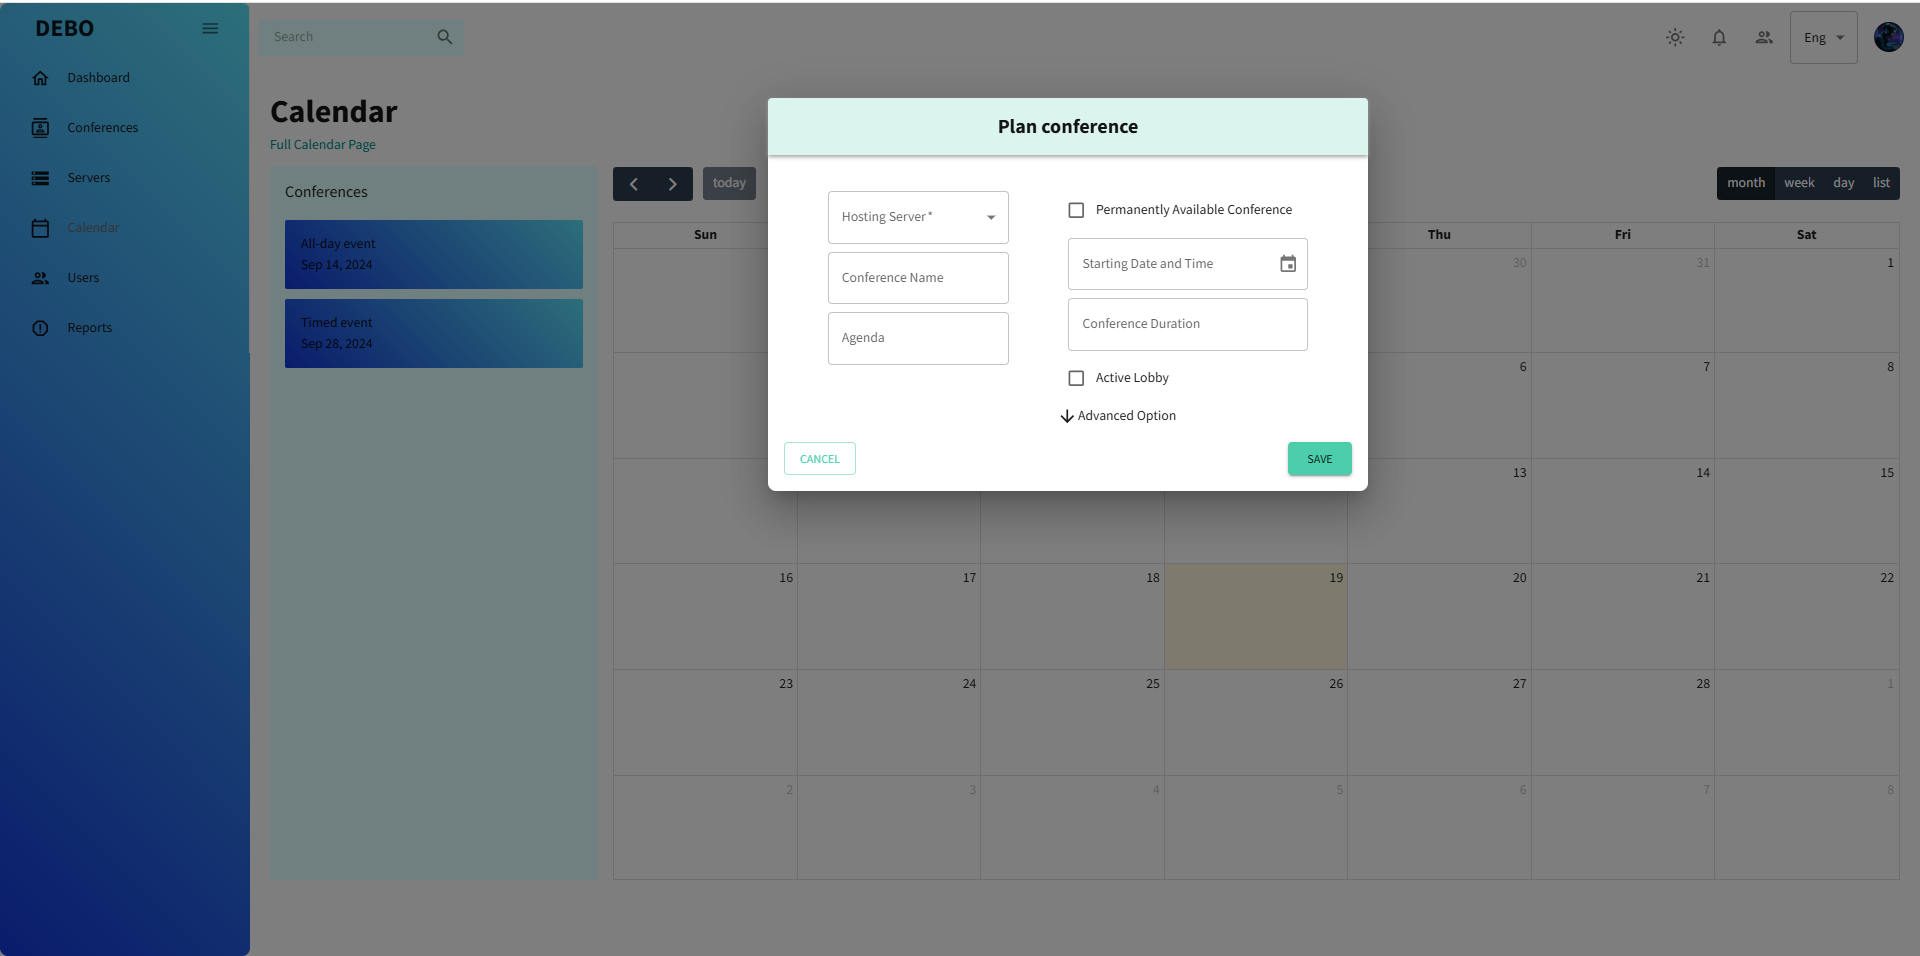 DEBO
Dashboard
Conferences
Servers
Calendar
Users
Reports
Search
Eng
Calendar
Full Calendar Page
Conferences
All-day event
Sep 14, 2024
Timed event
Sep 28, 2024
today
month week day list
Sun Thu Fri Sat
30 31 1
6 7 8
13 14 15
16 17 18 19 20 21 22
23 24 25 26 27 28 1
2 3 4 5 6 7 8
Plan conference
Hosting Server *
Conference Name
Agenda
Permanently Available Conference
Starting Date and Time
Conference Duration
Active Lobby
Advanced Option
CANCEL
SAVE